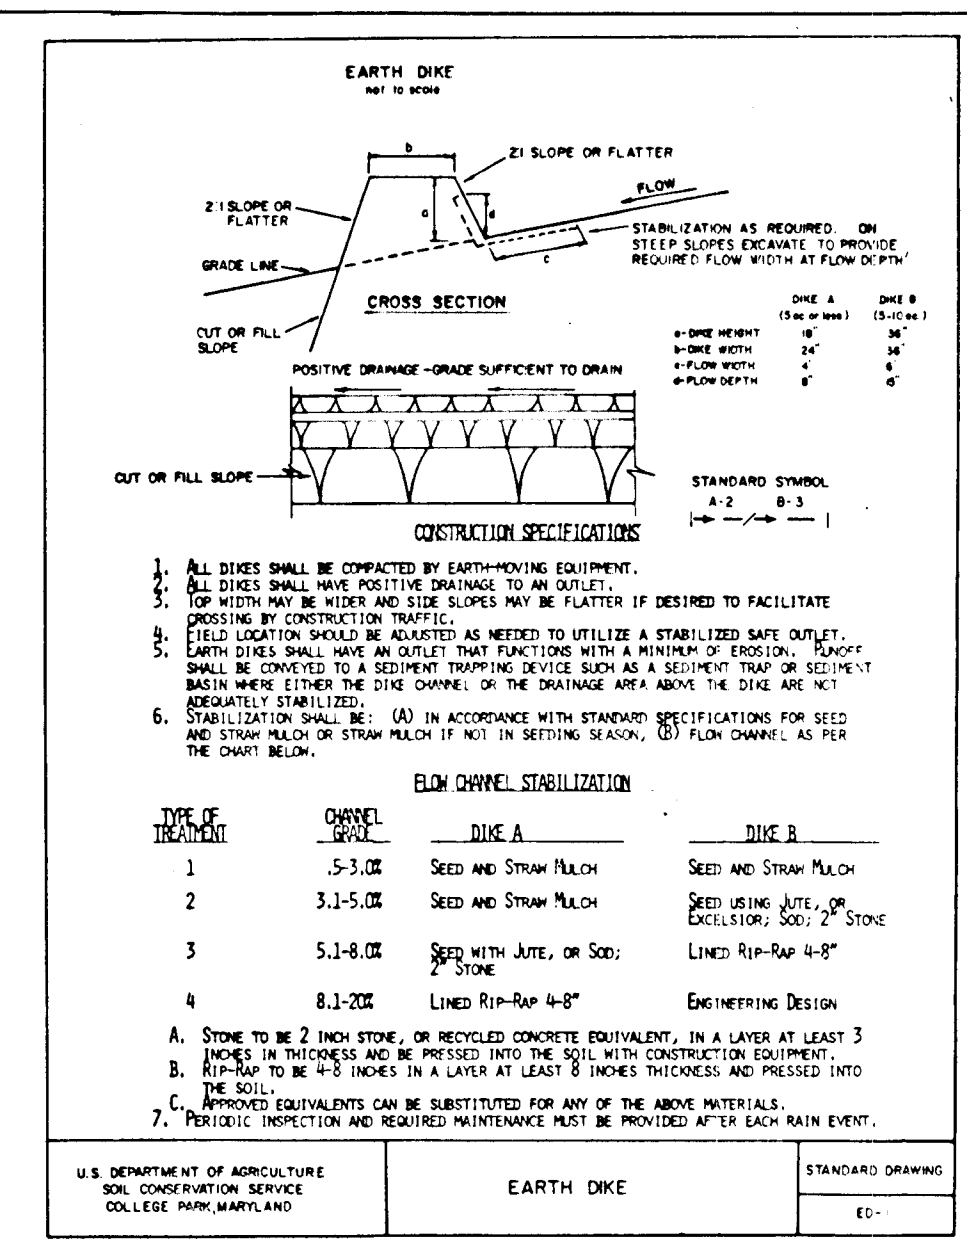 EARTH DIKE
not to scale
b
2:1 SLOPE OR FLATTER
FLOW
2:1 SLOPE OR
FLATTER
a
d
STABILIZATION AS REQUIRED. ON
STEEP SLOPES EXCAVATE TO PROVIDE
REQUIRED FLOW WIDTH AT FLOW DEPTH
c
GRADE LINE
CROSS SECTION
CUT OR FILL
SLOPE
DIKE A DIKE B
(5 ac or less) (5-10 ac.)
a-DIKE HEIGHT 18" 36"
b-DIKE WIDTH 24" 36"
c-FLOW WIDTH 4' 6'
d-FLOW DEPTH 8"
POSITIVE DRAINAGE - GRADE SUFFICIENT TO DRAIN
CUT OR FILL SLOPE
STANDARD SYMBOL
A-2 B-3
CONSTRUCTION SPECIFICATIONS
1. ALL DIKES SHALL BE COMPACTED BY EARTH-MOVING EQUIPMENT.
2. ALL DIKES SHALL HAVE POSITIVE DRAINAGE TO AN OUTLET.
3. TOP WIDTH MAY BE WIDER AND SIDE SLOPES MAY BE FLATTER IF DESIRED TO FACILITATE
CROSSING BY CONSTRUCTION TRAFFIC.
4. FIELD LOCATION SHOULD BE ADJUSTED AS NEEDED TO UTILIZE A STABILIZED SAFE OUTLET.
5. EARTH DIKES SHALL HAVE AN OUTLET THAT FUNCTIONS WITH A MINIMUM OF EROSION. RUNOFF
SHALL BE CONVEYED TO A SEDIMENT TRAPPING DEVICE SUCH AS A SEDIMENT TRAP OR SEDIMENT
BASIN WHERE EITHER THE DIKE CHANNEL OR THE DRAINAGE AREA ABOVE THE DIKE ARE NOT
ADEQUATELY STABILIZED.
6. STABILIZATION SHALL BE: (A) IN ACCORDANCE WITH STANDARD SPECIFICATIONS FOR SEED
AND STRAW MULCH OR STRAW MULCH IF NOT IN SEEDING SEASON, (B) FLOW CHANNEL AS PER
THE CHART BELOW.
FLOW CHANNEL STABILIZATION
TYPE OF TREATMENT CHANNEL GRADE DIKE A DIKE B
1 .5-3.0% SEED AND STRAW MULCH SEED AND STRAW MULCH
2 3.1-5.0% SEED AND STRAW MULCH SEED USING JUTE, OR
EXCELSIOR; SOD; 2" STONE
3 5.1-8.0% SEED WITH JUTE, OR SOD; LINED RIP-RAP 4-8"
2" STONE
4 8.1-20% LINED RIP-RAP 4-8" ENGINEERING DESIGN
A. STONE TO BE 2 INCH STONE, OR RECYCLED CONCRETE EQUIVALENT, IN A LAYER AT LEAST 3
INCHES IN THICKNESS AND BE PRESSED INTO THE SOIL WITH CONSTRUCTION EQUIPMENT.
B. RIP-RAP TO BE 4-8 INCHES IN A LAYER AT LEAST 8 INCHES THICKNESS AND PRESSED INTO
THE SOIL.
C. APPROVED EQUIVALENTS CAN BE SUBSTITUTED FOR ANY OF THE ABOVE MATERIALS.
7. PERIODIC INSPECTION AND REQUIRED MAINTENANCE MUST BE PROVIDED AFTER EACH RAIN EVENT.
U.S. DEPARTMENT OF AGRICULTURE
SOIL CONSERVATION SERVICE
COLLEGE PARK, MARYLAND
EARTH DIKE
STANDARD DRAWING
ED-